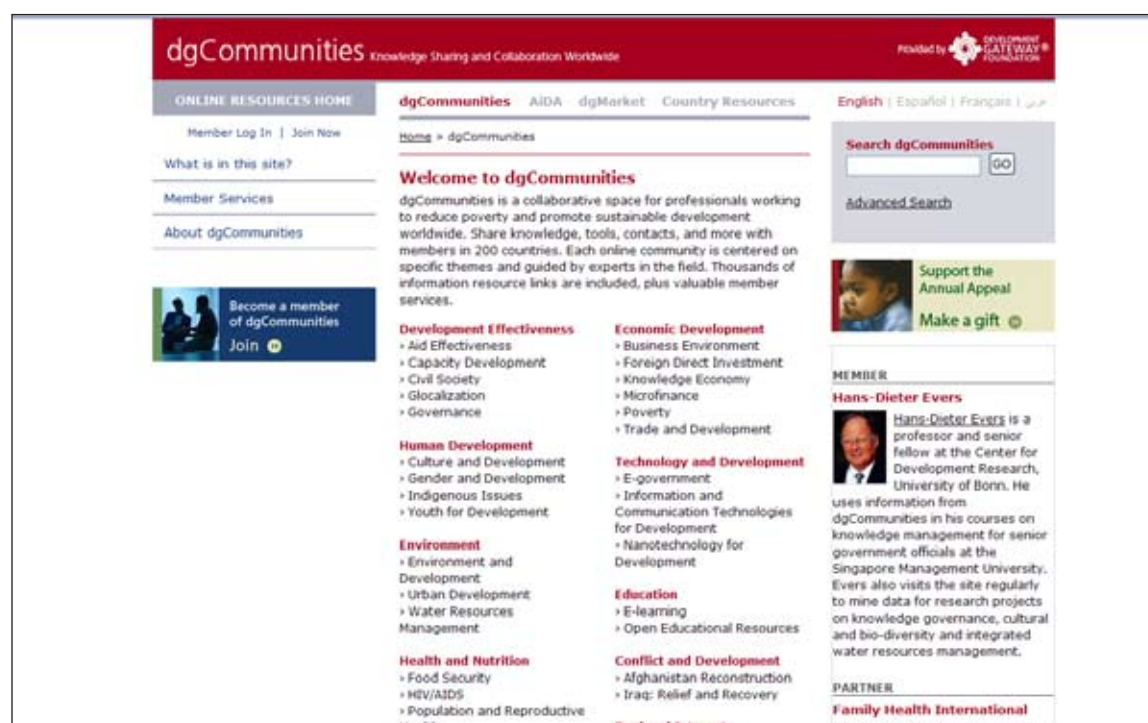 dgCommunities Knowledge Sharing and Collaboration Worldwide
Provided by DEVELOPMENT GATEWAY FOUNDATION
ONLINE RESOURCES HOME
Member Log In | Join Now
What is in this site?
Member Services
About dgCommunities
Become a member
of dgCommunities
Join
dgCommunities AiDA dgMarket Country Resources
Home > dgCommunities
Welcome to dgCommunities
dgCommunities is a collaborative space for professionals working
to reduce poverty and promote sustainable development
worldwide. Share knowledge, tools, contacts, and more with
members in 200 countries. Each online community is centered on
specific themes and guided by experts in the field. Thousands of
information resource links are included, plus valuable member
services.
Development Effectiveness
› Aid Effectiveness
› Capacity Development
› Civil Society
› Glocalization
› Governance
Human Development
› Culture and Development
› Gender and Development
› Indigenous Issues
› Youth for Development
Environment
› Environment and
Development
› Urban Development
› Water Resources
Management
Health and Nutrition
› Food Security
› HIV/AIDS
› Population and Reproductive
Economic Development
› Business Environment
› Foreign Direct Investment
› Knowledge Economy
› Microfinance
› Poverty
› Trade and Development
Technology and Development
› E-government
› Information and
Communication Technologies
for Development
› Nanotechnology for
Development
Education
› E-learning
› Open Educational Resources
Conflict and Development
› Afghanistan Reconstruction
› Iraq: Relief and Recovery
English | Español | Français | عربي
Search dgCommunities
GO
Advanced Search
Support the
Annual Appeal
Make a gift
MEMBER
Hans-Dieter Evers
Hans-Dieter Evers is a
professor and senior
fellow at the Center for
Development Research,
University of Bonn. He
uses information from
dgCommunities in his courses on
knowledge management for senior
government officials at the
Singapore Management University.
Evers also visits the site regularly
to mine data for research projects
on knowledge governance, cultural
and bio-diversity and integrated
water resources management.
PARTNER
Family Health International